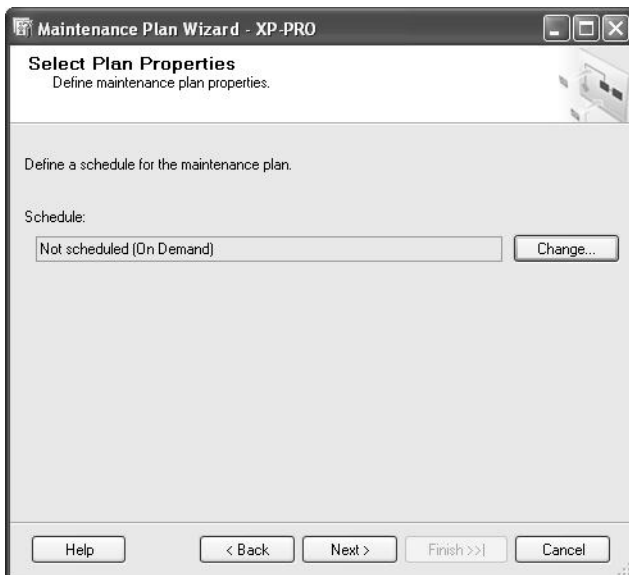 Maintenance Plan Wizard - XP-PRO
Select Plan Properties
Define maintenance plan properties.
Define a schedule for the maintenance plan.
Schedule:
Not scheduled (On Demand)
Change...
Help
< Back
Next >
Finish >>|
Cancel